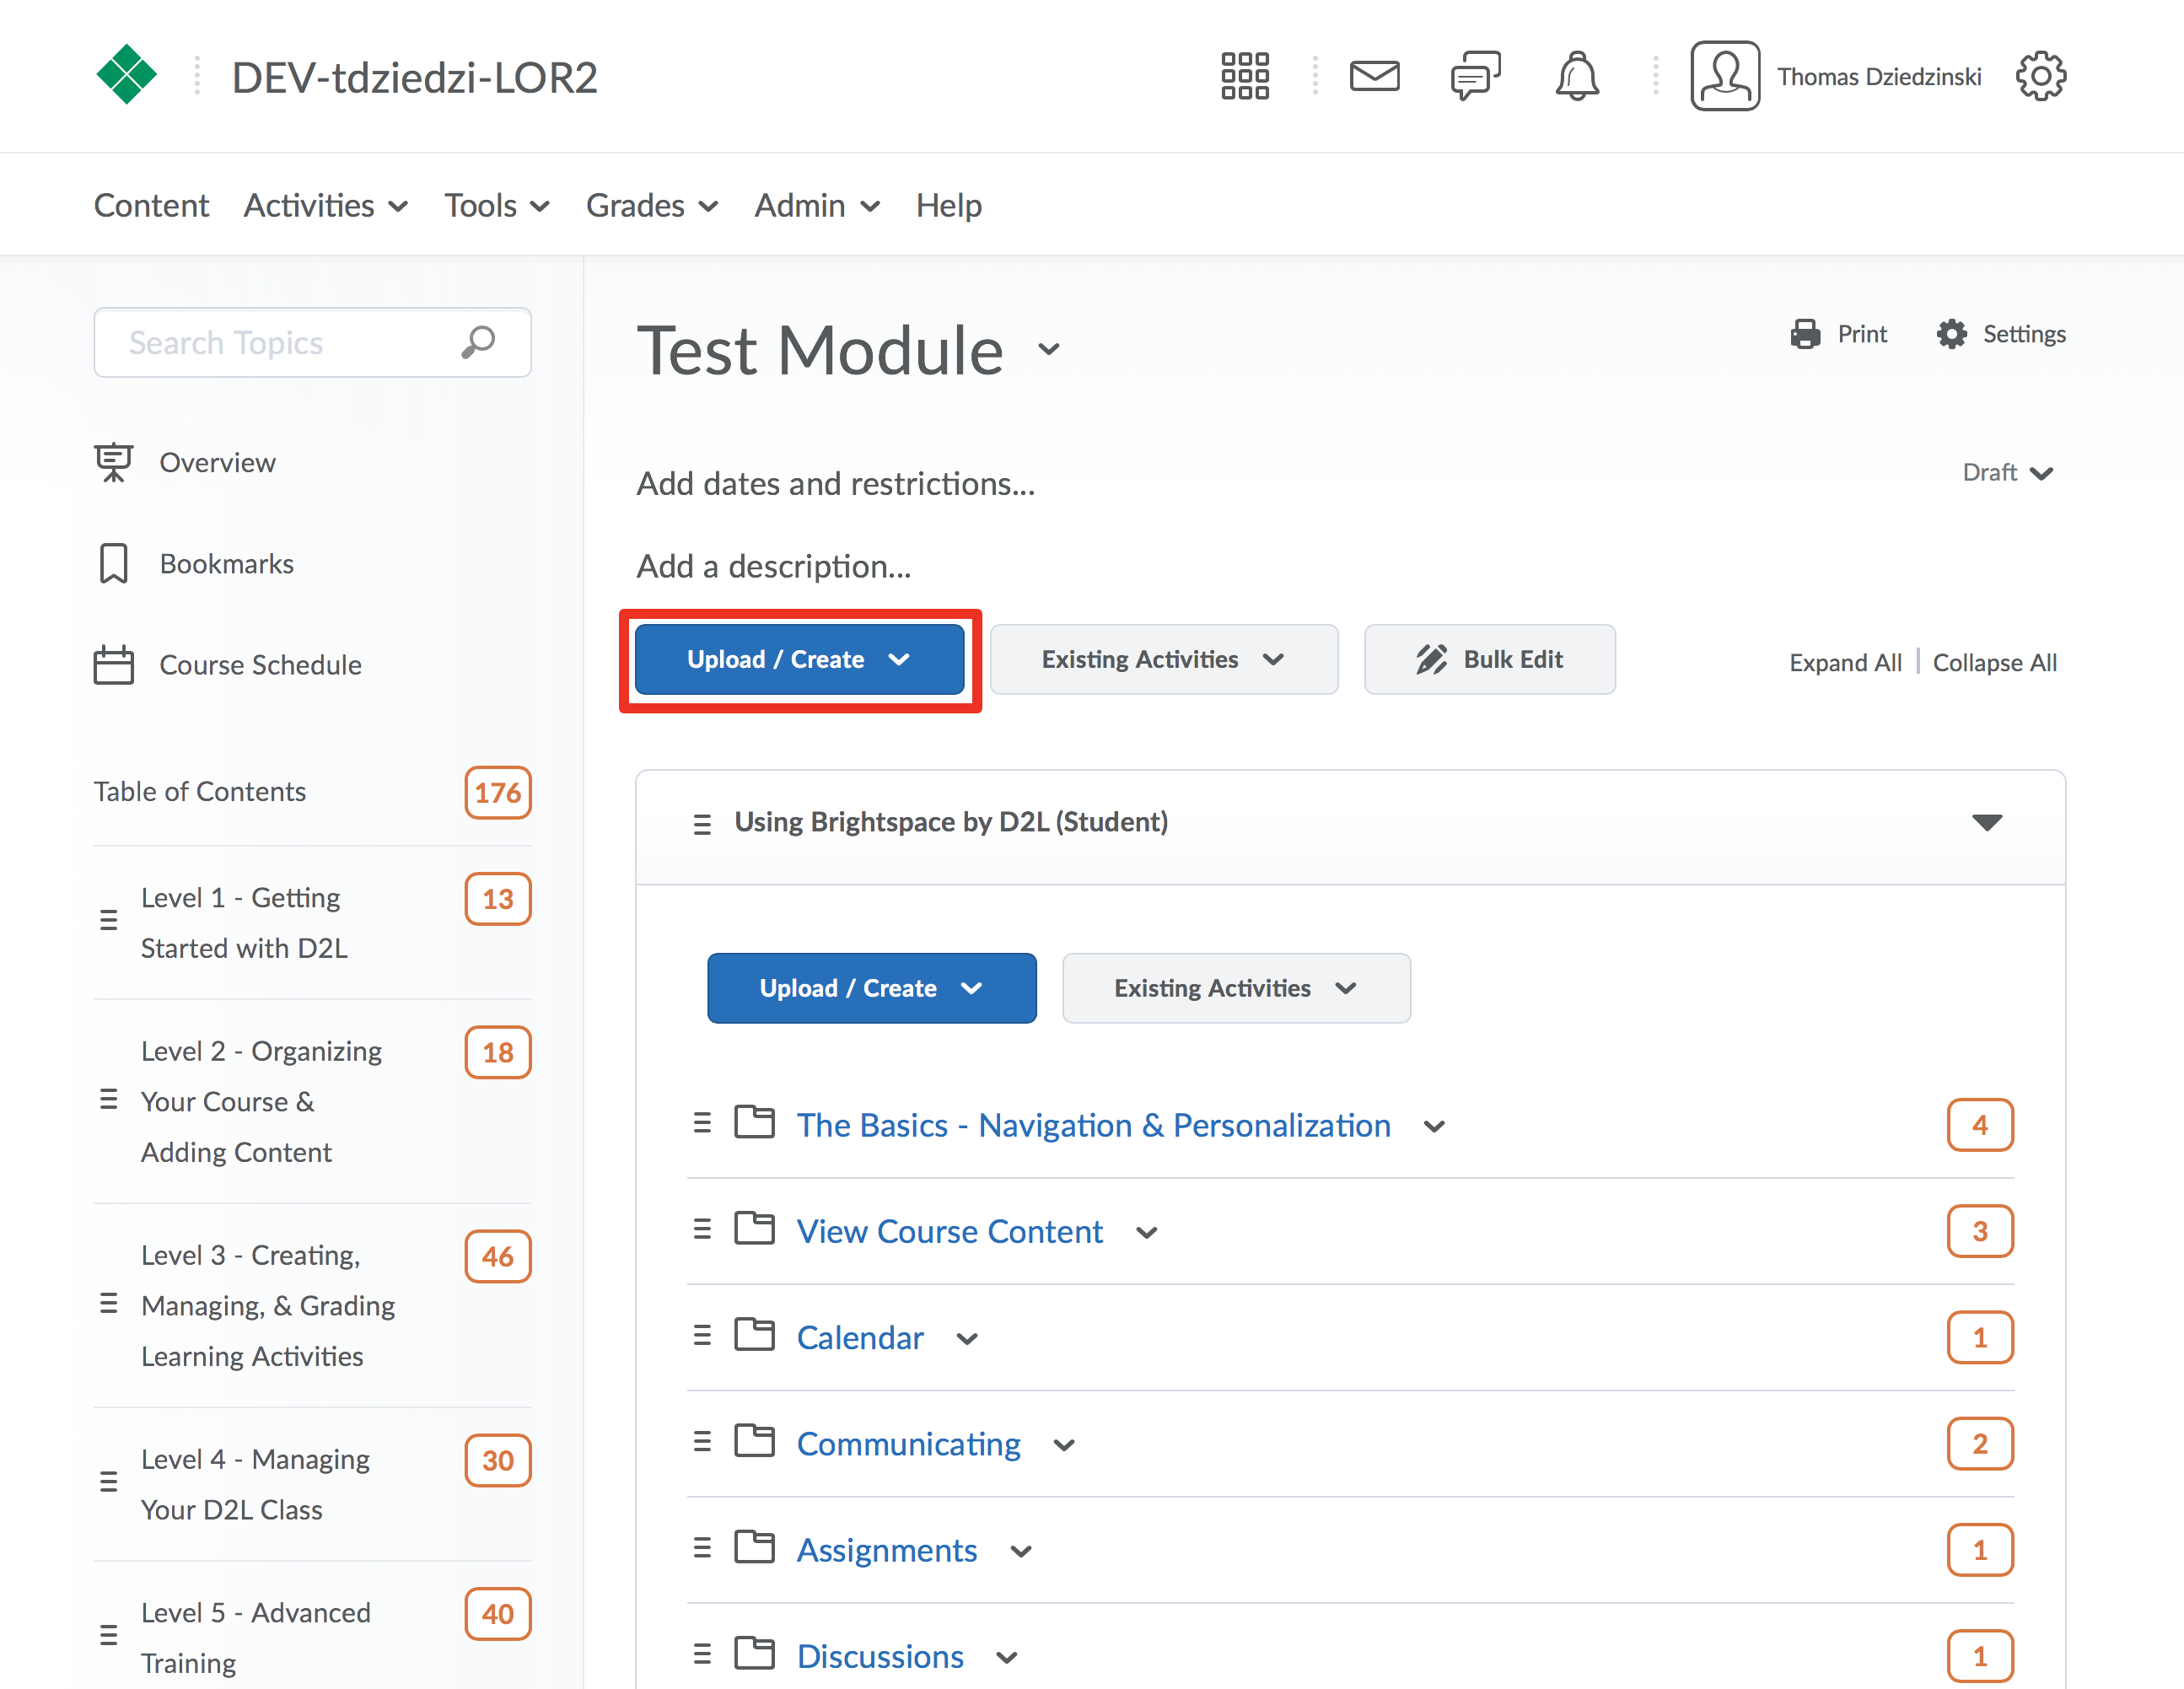 DEV-tdziedzi-LOR2
Thomas Dziedzinski
Content Activities Tools Grades Admin Help
Search Topics
Overview
Bookmarks
Course Schedule
Table of Contents 176
Level 1 - Getting 13
Started with D2L
Level 2 - Organizing 18
Your Course &
Adding Content
Level 3 - Creating, 46
Managing, & Grading
Learning Activities
Level 4 - Managing 30
Your D2L Class
Level 5 - Advanced 40
Training
Test Module
Print Settings
Add dates and restrictions...
Draft
Add a description...
Upload / Create Existing Activities Bulk Edit
Expand All | Collapse All
Using Brightspace by D2L (Student)
Upload / Create Existing Activities
The Basics - Navigation & Personalization 4
View Course Content 3
Calendar 1
Communicating 2
Assignments 1
Discussions 1